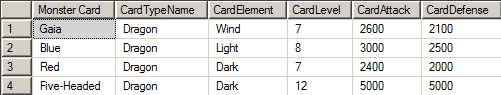 Monster Card CardTypeName CardElement CardLevel CardAttack CardDefense
1 Gaia Dragon Wind 7 2600 2100
2 Blue Dragon Light 8 3000 2500
3 Red Dragon Dark 7 2400 2000
4 Five-Headed Dragon Dark 12 5000 5000